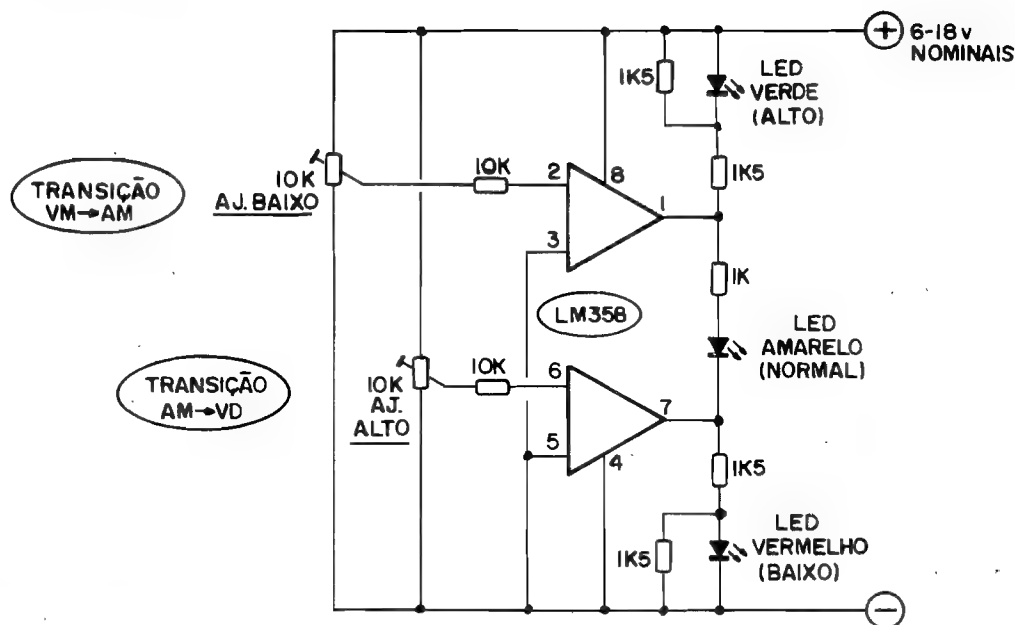 6-18v
NOMINAIS
1K5
LED
VERDE
(ALTO)
1K5
TRANSIÇÃO
VM→AM
10K
AJ. BAIXO
10K
2
8
1
3
1K
LM358
LED
AMARELO
(NORMAL)
TRANSIÇÃO
AM→VD
10K
AJ.
ALTO
10K
6
7
5
4
1K5
1K5
LED
VERMELHO
(BAIXO)